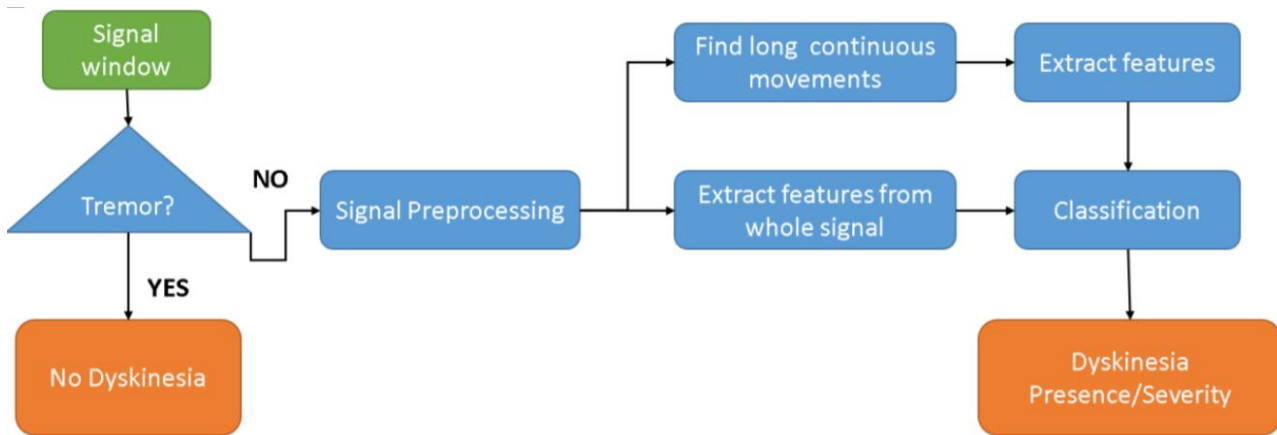 Signal
window
Tremor?
NO
YES
No Dyskinesia
Signal Preprocessing
Find long continuous
movements
Extract features
Extract features from
whole signal
Classification
Dyskinesia
Presence/Severity